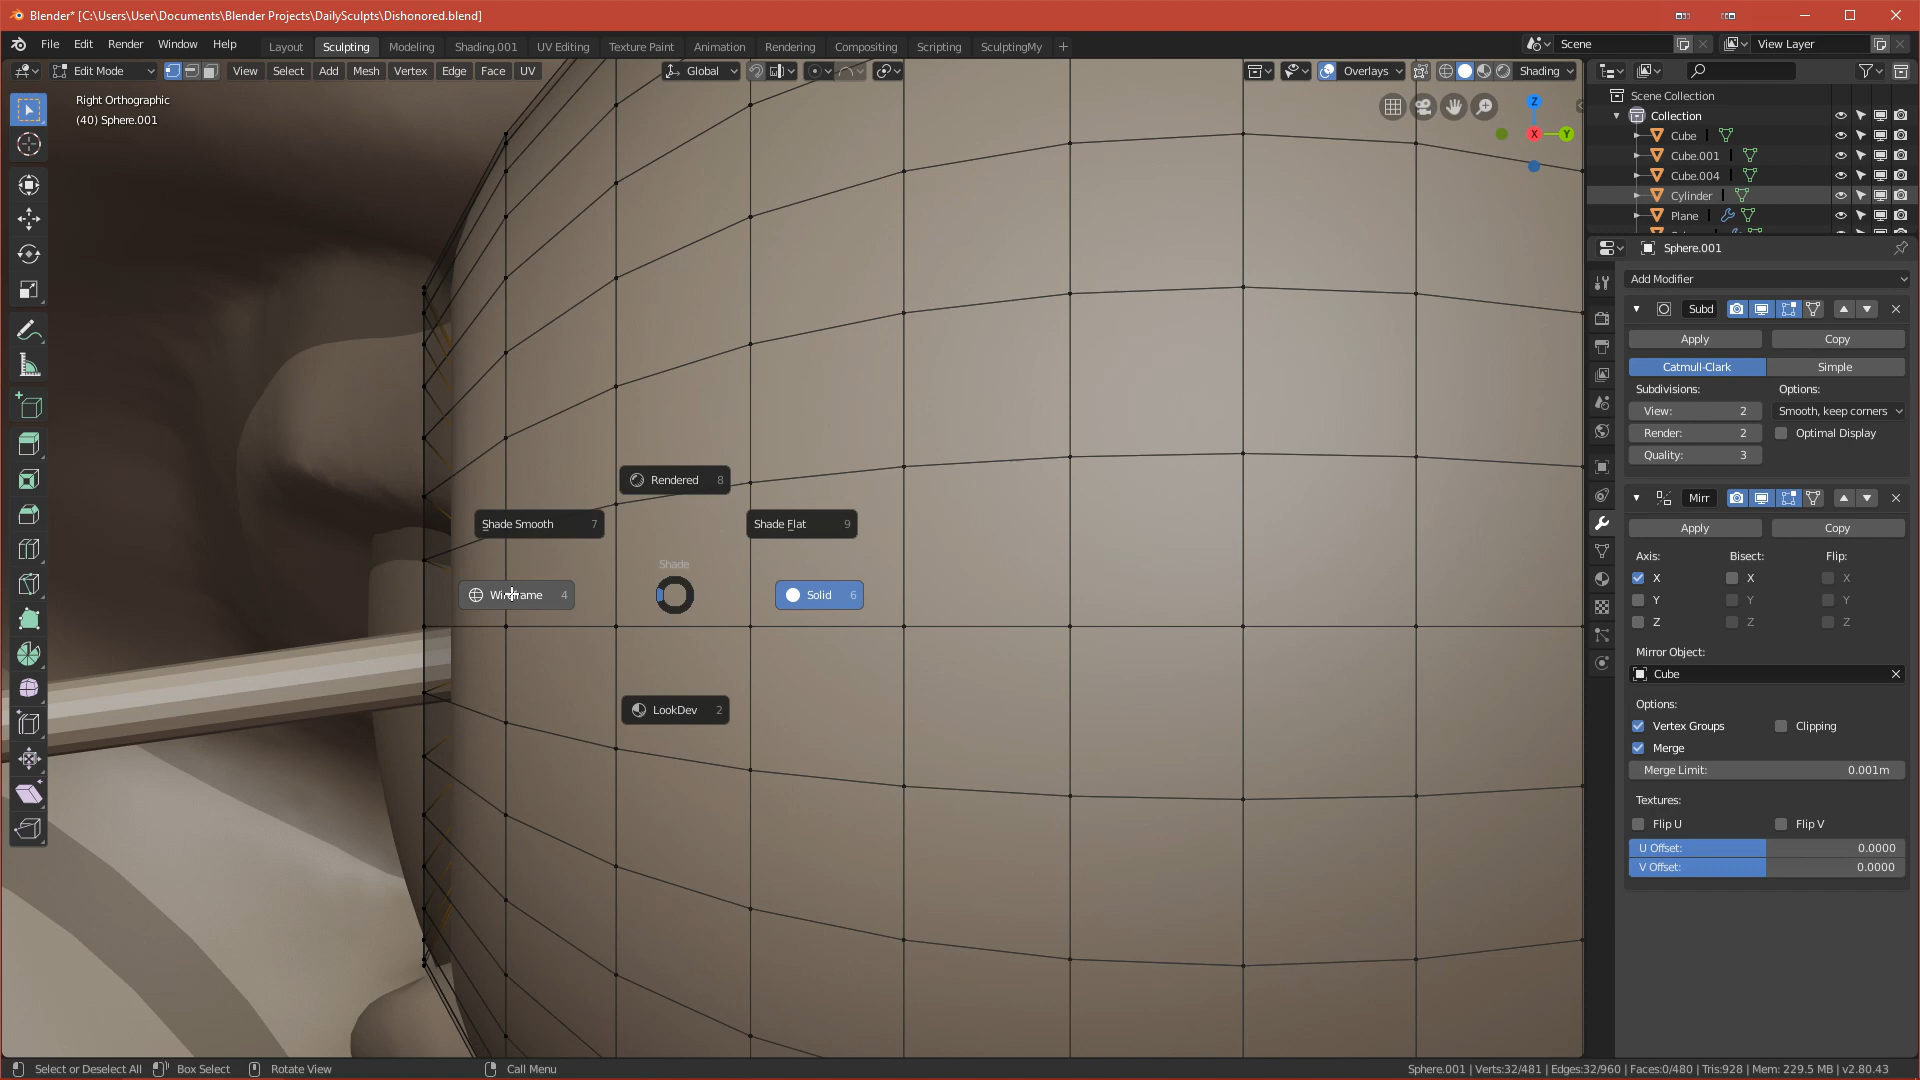 Blender* [C:\Users\User\Documents\Blender Projects\DailySculpts\Dishonored.blend]
File Edit Render Window Help
Layout Sculpting Modeling Shading.001 UV Editing Texture Paint Animation Rendering Compositing Scripting SculptingMy +
Scene
View Layer
Edit Mode
View Select Add Mesh Vertex Edge Face UV
Global
Overlays
Shading
Right Orthographic
(40) Sphere.001
Z
X
Y
Scene Collection
Collection
Cube
Cube.001
Cube.004
Cylinder
Plane
Sphere.001
Add Modifier
Subd
Apply Copy
Catmull-Clark Simple
Subdivisions: Options:
View: 2 Smooth, keep corners
Render: 2 Optimal Display
Quality: 3
Mirr
Apply Copy
Axis: Bisect: Flip:
X X X
Y Y Y
Z Z Z
Mirror Object:
Cube
Options:
Vertex Groups Clipping
Merge
Merge Limit: 0.001m
Textures:
Flip U Flip V
U Offset: 0.0000
V Offset: 0.0000
Rendered 8
Shade Smooth 7
Shade Flat 9
Shade
Wireframe 4
Solid 6
LookDev 2
Select or Deselect All Box Select Rotate View Call Menu
Sphere.001 | Verts:32/481 | Edges:32/960 | Faces:0/480 | Tris:928 | Mem: 229.5 MB | v2.80.43